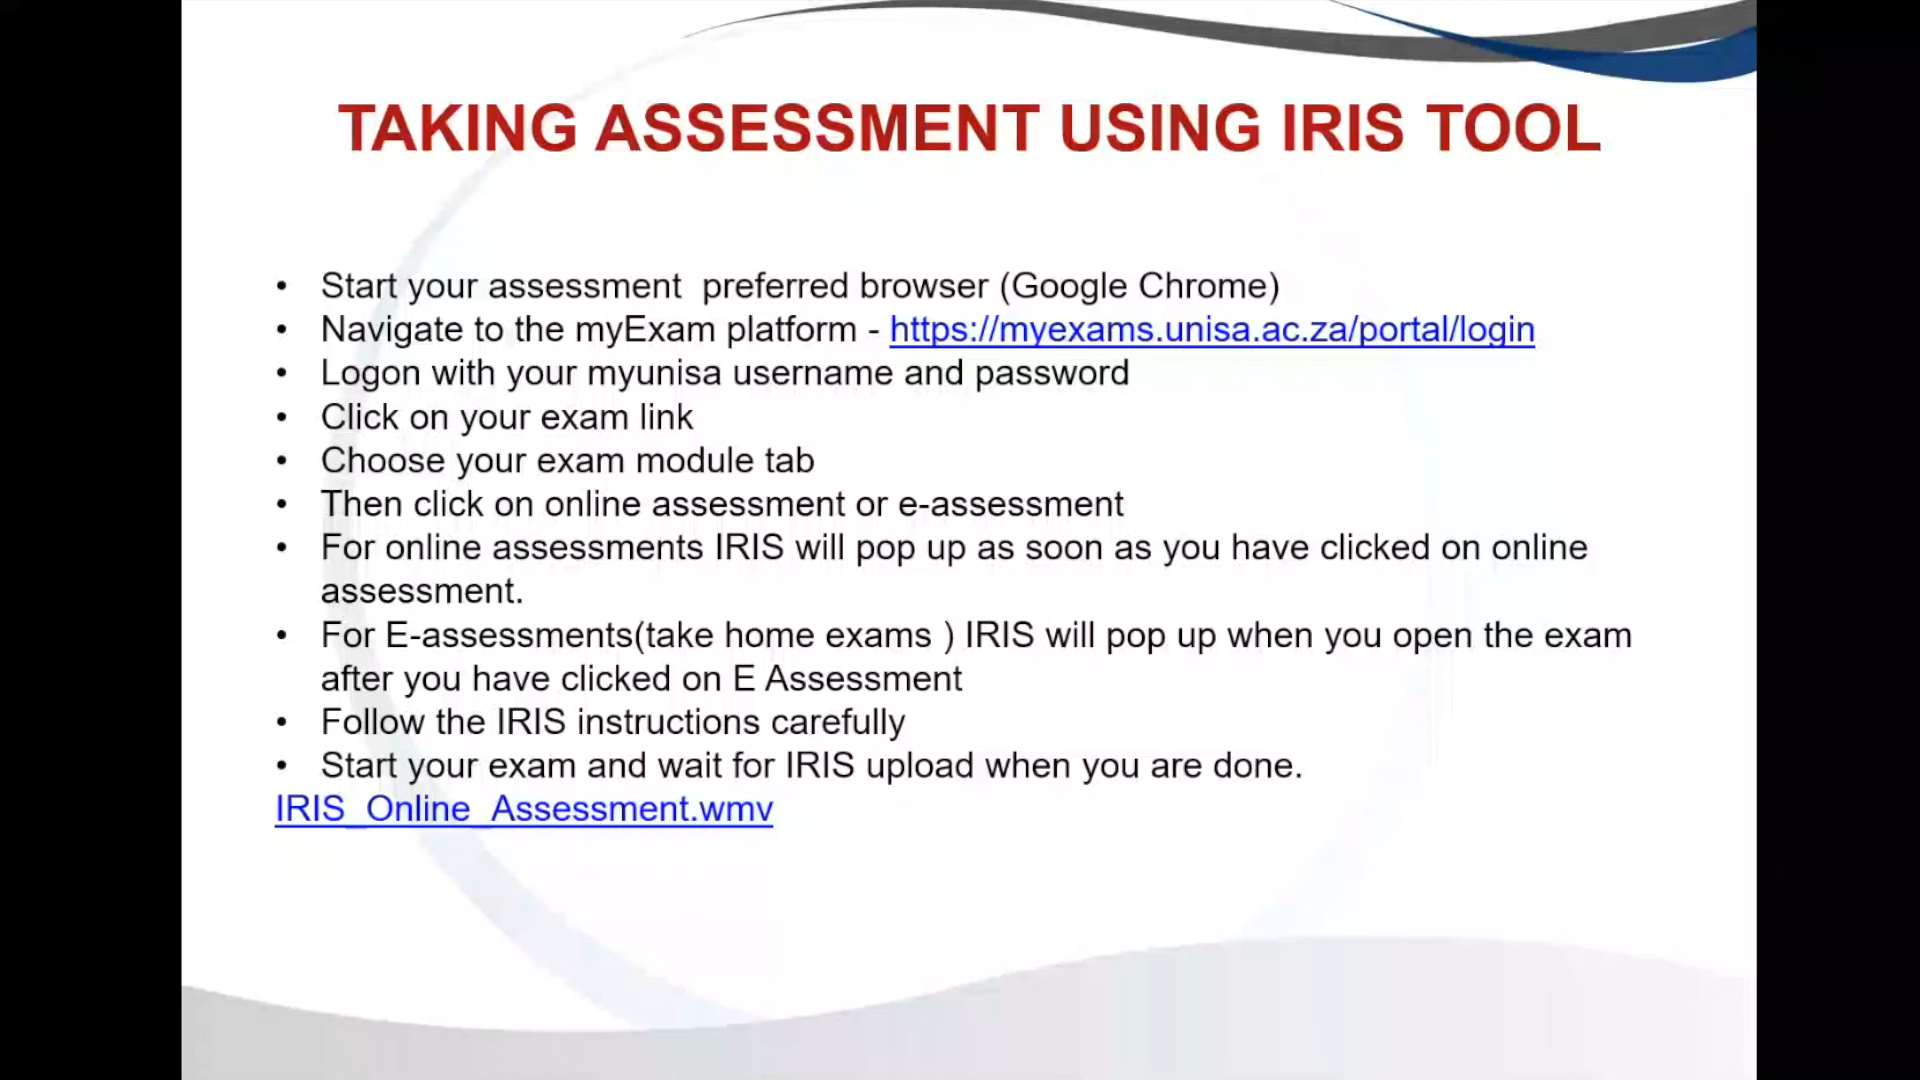 TAKING ASSESSMENT USING IRIS TOOL
• Start your assessment  preferred browser (Google Chrome)
• Navigate to the myExam platform - https://myexams.unisa.ac.za/portal/login
• Logon with your myunisa username and password
• Click on your exam link
• Choose your exam module tab
• Then click on online assessment or e-assessment
• For online assessments IRIS will pop up as soon as you have clicked on online
assessment.
• For E-assessments(take home exams ) IRIS will pop up when you open the exam
after you have clicked on E Assessment
• Follow the IRIS instructions carefully
• Start your exam and wait for IRIS upload when you are done.
IRIS_Online_Assessment.wmv